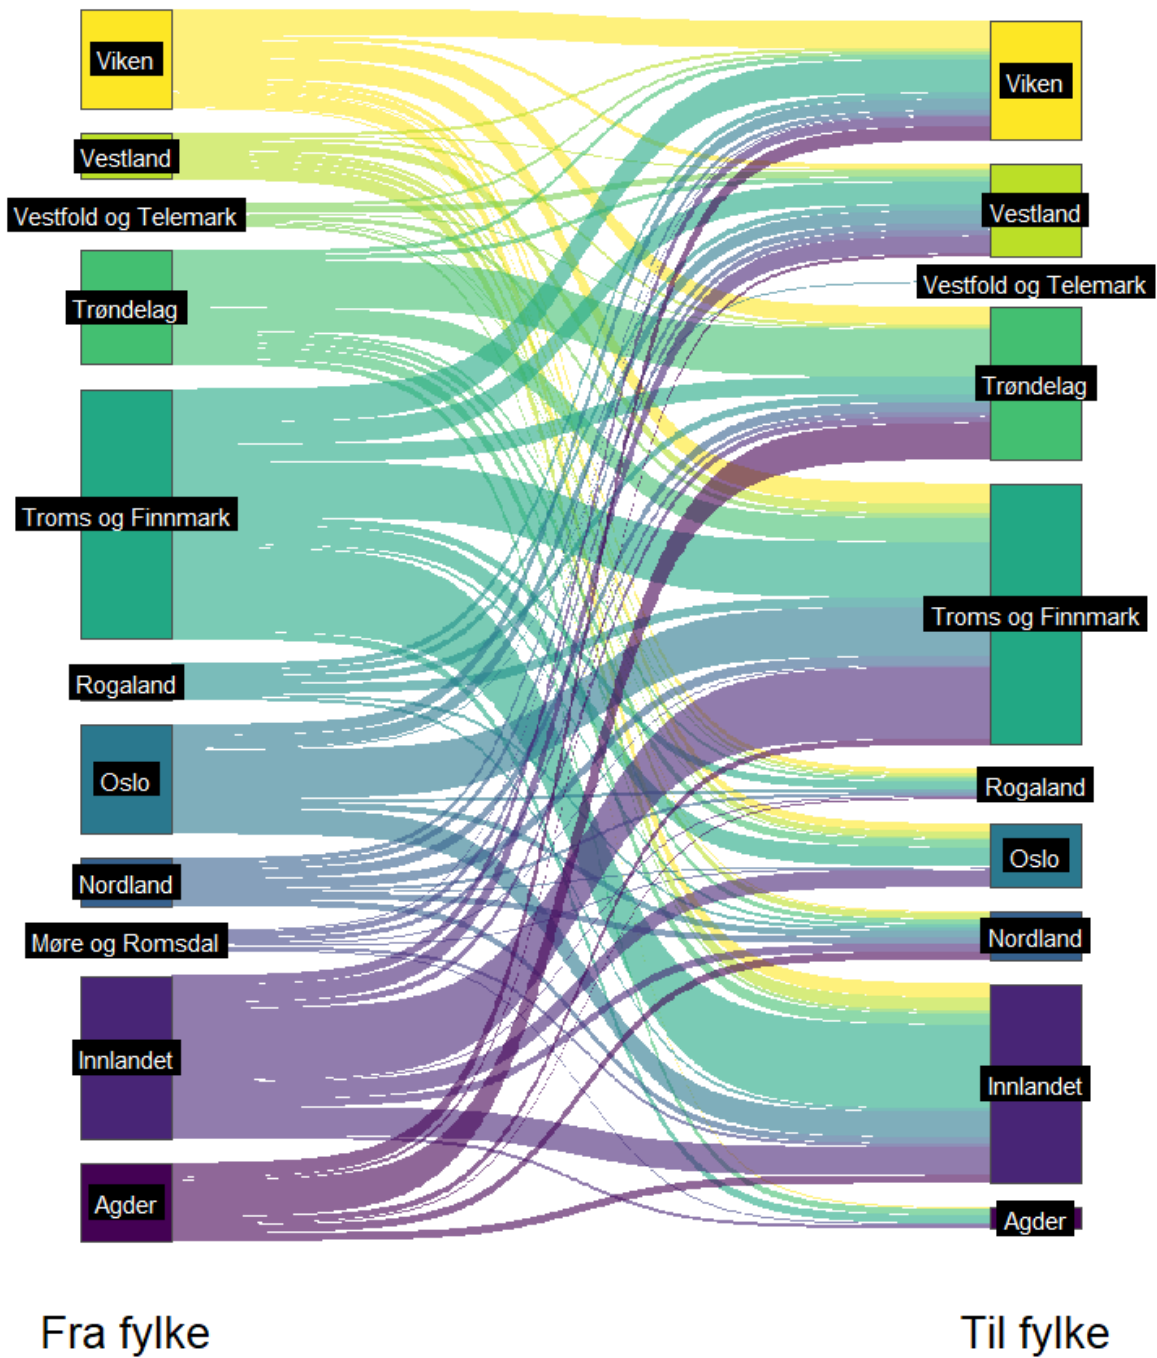 Viken
Vestland
Vestfold og Telemark
Trøndelag
Troms og Finnmark
Rogaland
Oslo
Nordland
Møre og Romsdal
Innlandet
Agder
Viken
Vestland
Vestfold og Telemark
Trøndelag
Troms og Finnmark
Rogaland
Oslo
Nordland
Innlandet
Agder
Fra fylke
Til fylke